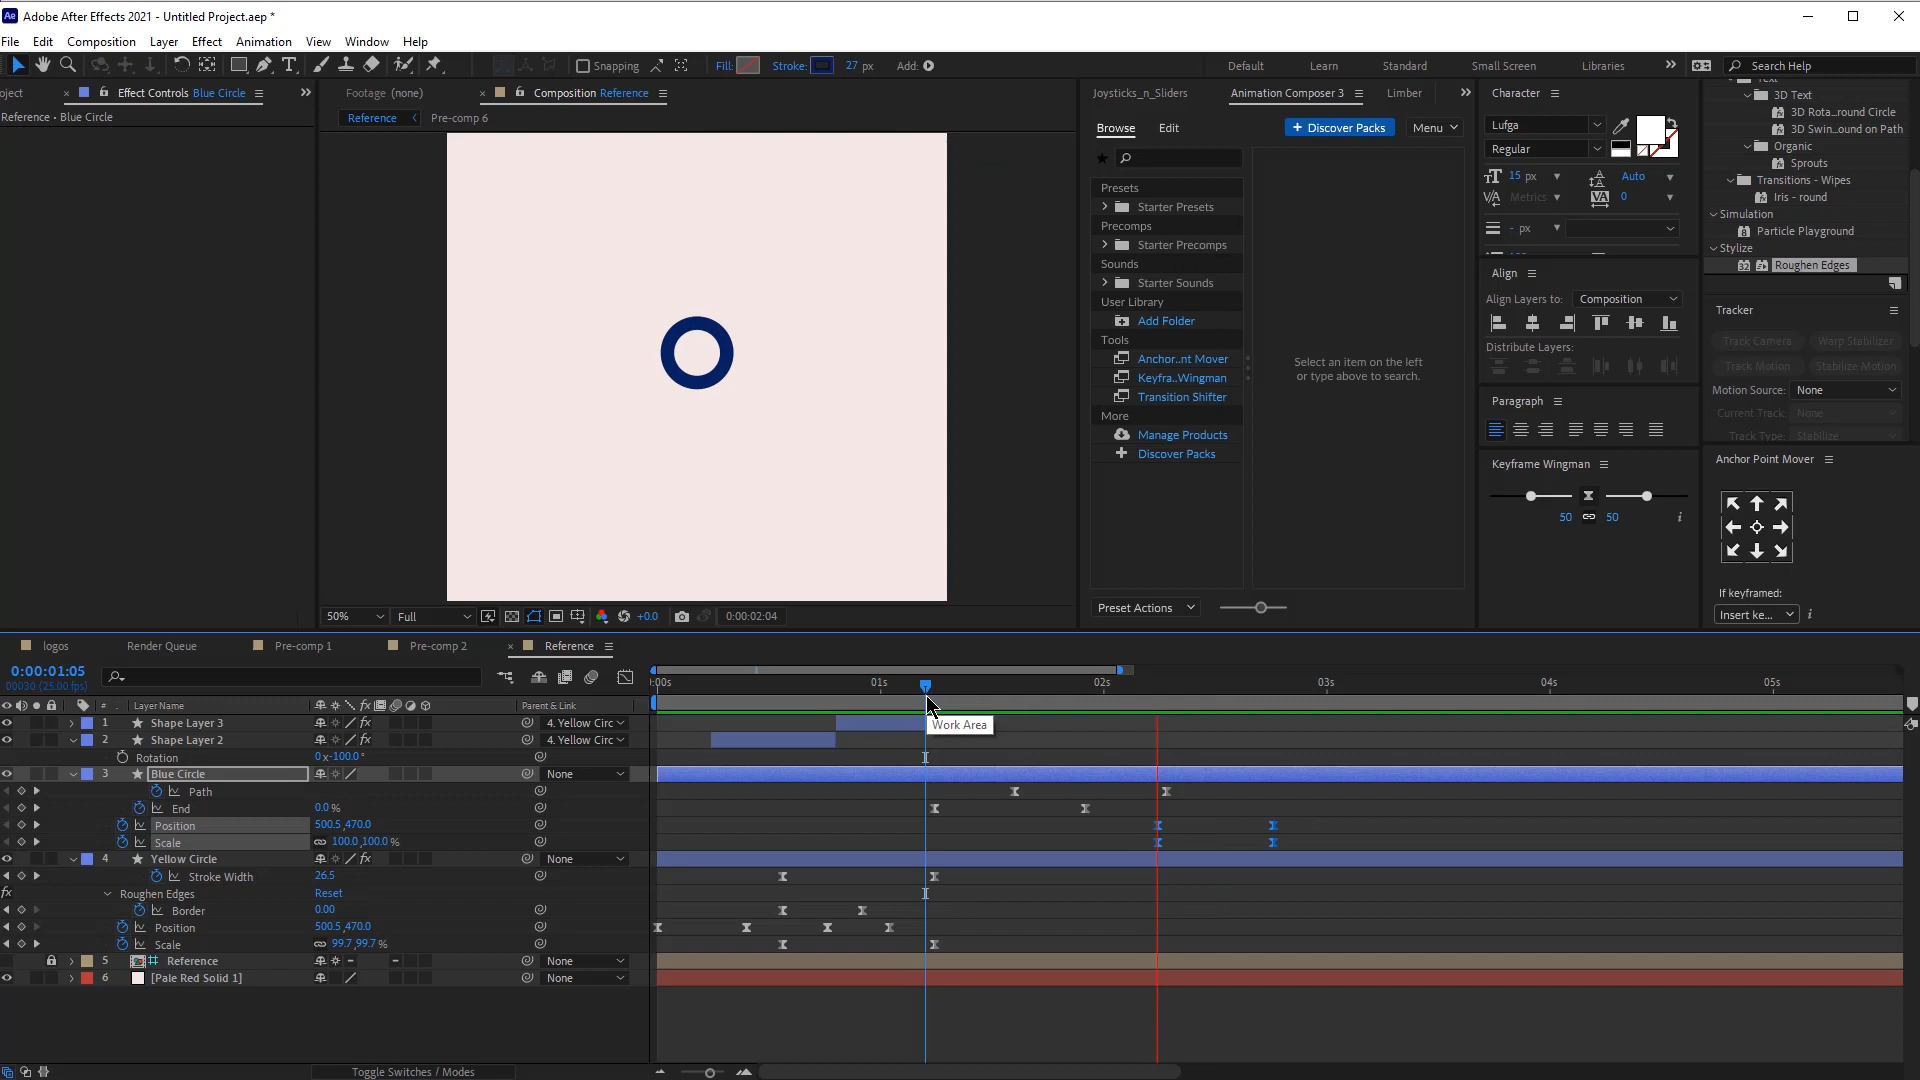 Adobe After Effects 2021 - Untitled Project.aep *
File Edit Composition Layer Effect Animation View Window Help
Snapping Fill: Stroke: 27 px Add: Default Learn Standard Small Screen Libraries Search Help
oject Effect Controls Blue Circle
Reference • Blue Circle
Footage (none) Composition Reference
Reference Pre-comp 6
50% Full +0.0 0:00:02:04
Joysticks_n_Sliders Animation Composer 3 Limber
Browse Edit + Discover Packs Menu
Presets
Starter Presets
Precomps
Starter Precomps
Sounds
Starter Sounds
User Library
Add Folder
Tools
Anchor..nt Mover
Keyfra..Wingman
Transition Shifter
More
Manage Products
Discover Packs
Select an item on the left
or type above to search.
Preset Actions
Character
Lufga
Regular
15 px Auto
Metrics 0
- px
Align
Align Layers to: Composition
Distribute Layers:
Paragraph
Keyframe Wingman
50 50
Text
3D Text
3D Rota..round Circle
3D Swin..ound on Path
Organic
Sprouts
Transitions - Wipes
Iris - round
Simulation
Particle Playground
Stylize
Roughen Edges
Tracker
Track Camera Warp Stabilizer
Track Motion Stabilize Motion
Motion Source: None
Current Track: None
Track Type: Stabilize
Anchor Point Mover
If keyframed:
Insert ke...
logos Render Queue Pre-comp 1 Pre-comp 2 Reference
0:00:01:05
00030 (25.00 fps)
:00s 01s 02s 03s 04s 05s
# Layer Name Parent & Link
Work Area
1 Shape Layer 3 4. Yellow Circ
2 Shape Layer 2 4. Yellow Circ
Rotation 0x-100.0°
3 Blue Circle None
Path
End 0.0 %
Position 500.5,470.0
Scale 100.0,100.0 %
4 Yellow Circle None
Stroke Width 26.5
Roughen Edges Reset
Border 0.00
Position 500.5,470.0
Scale 99.7,99.7 %
5 Reference None
6 [Pale Red Solid 1] None
Toggle Switches / Modes